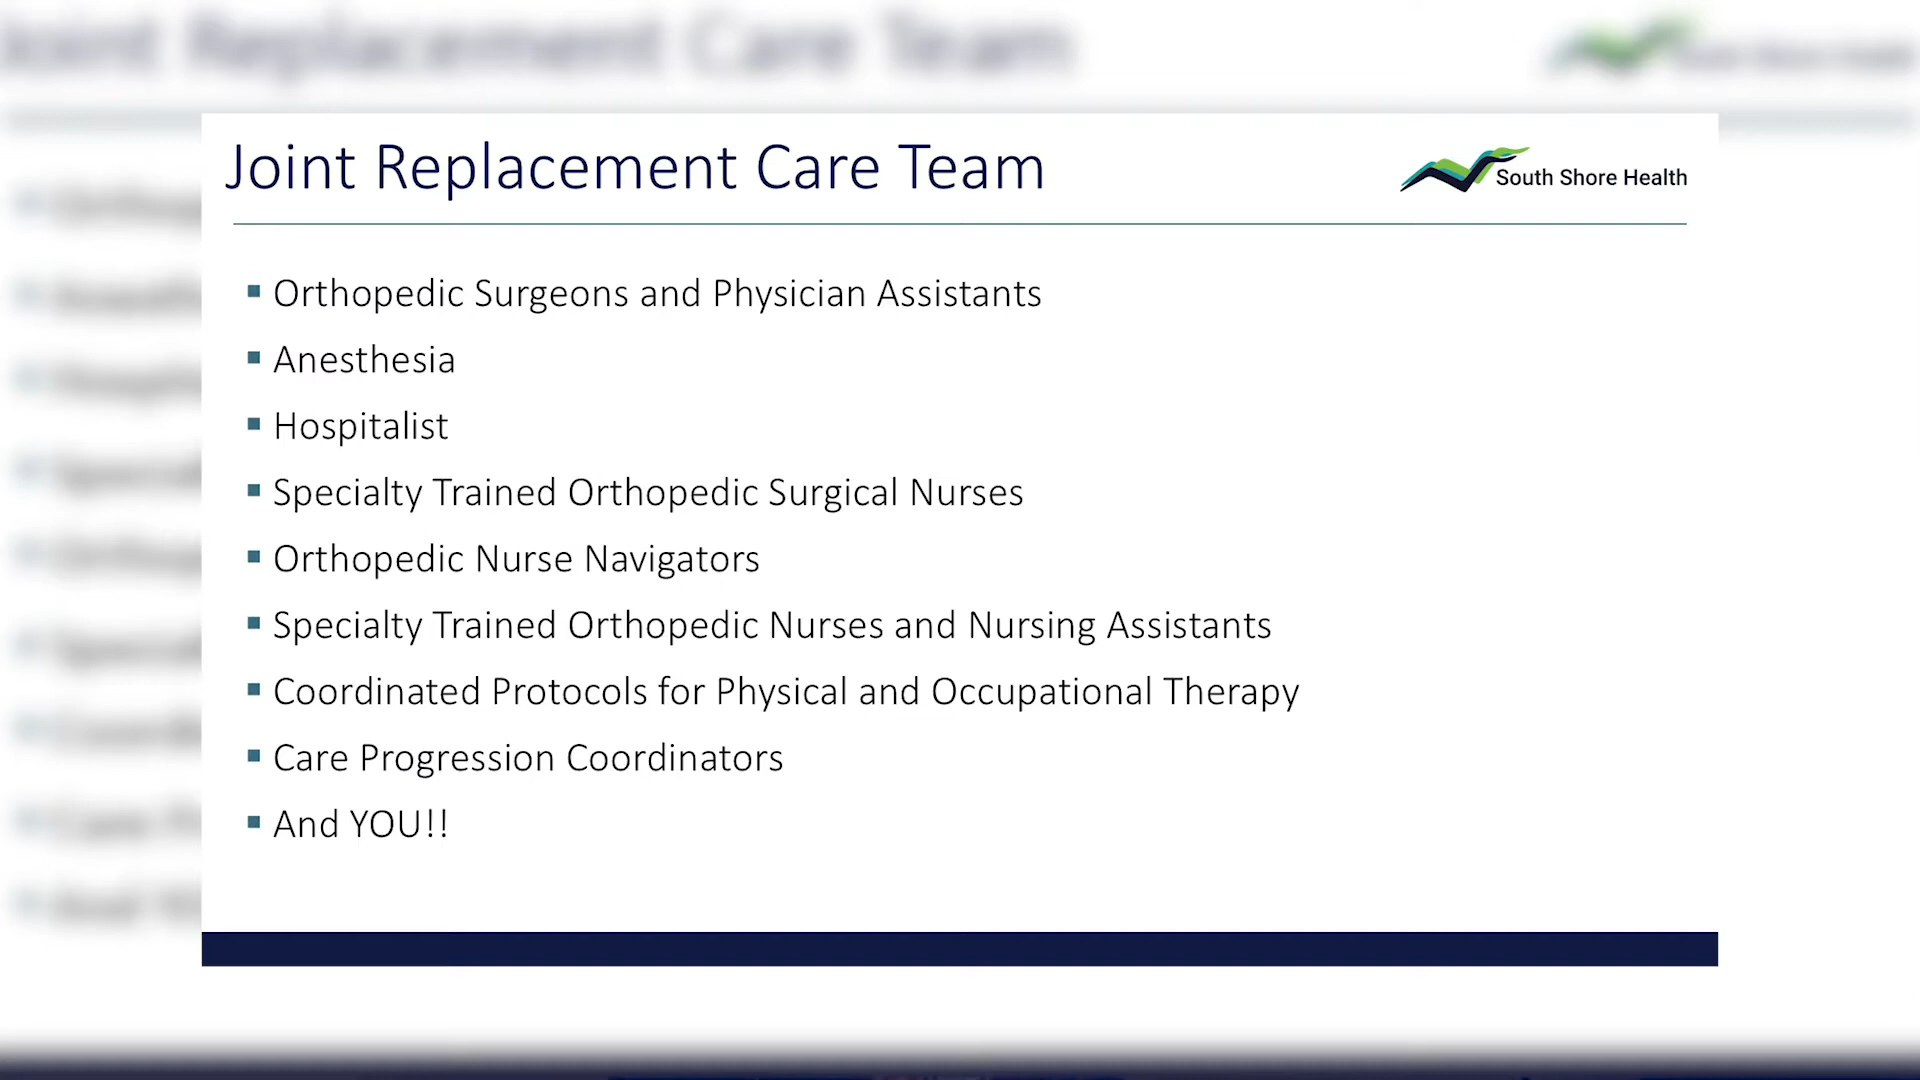 Joint Replacement Care Team
South Shore Health
Orthopedic Surgeons and Physician Assistants
Anesthesia
Hospitalist
Specialty Trained Orthopedic Surgical Nurses
Orthopedic Nurse Navigators
Specialty Trained Orthopedic Nurses and Nursing Assistants
Coordinated Protocols for Physical and Occupational Therapy
Care Progression Coordinators
And YOU!!